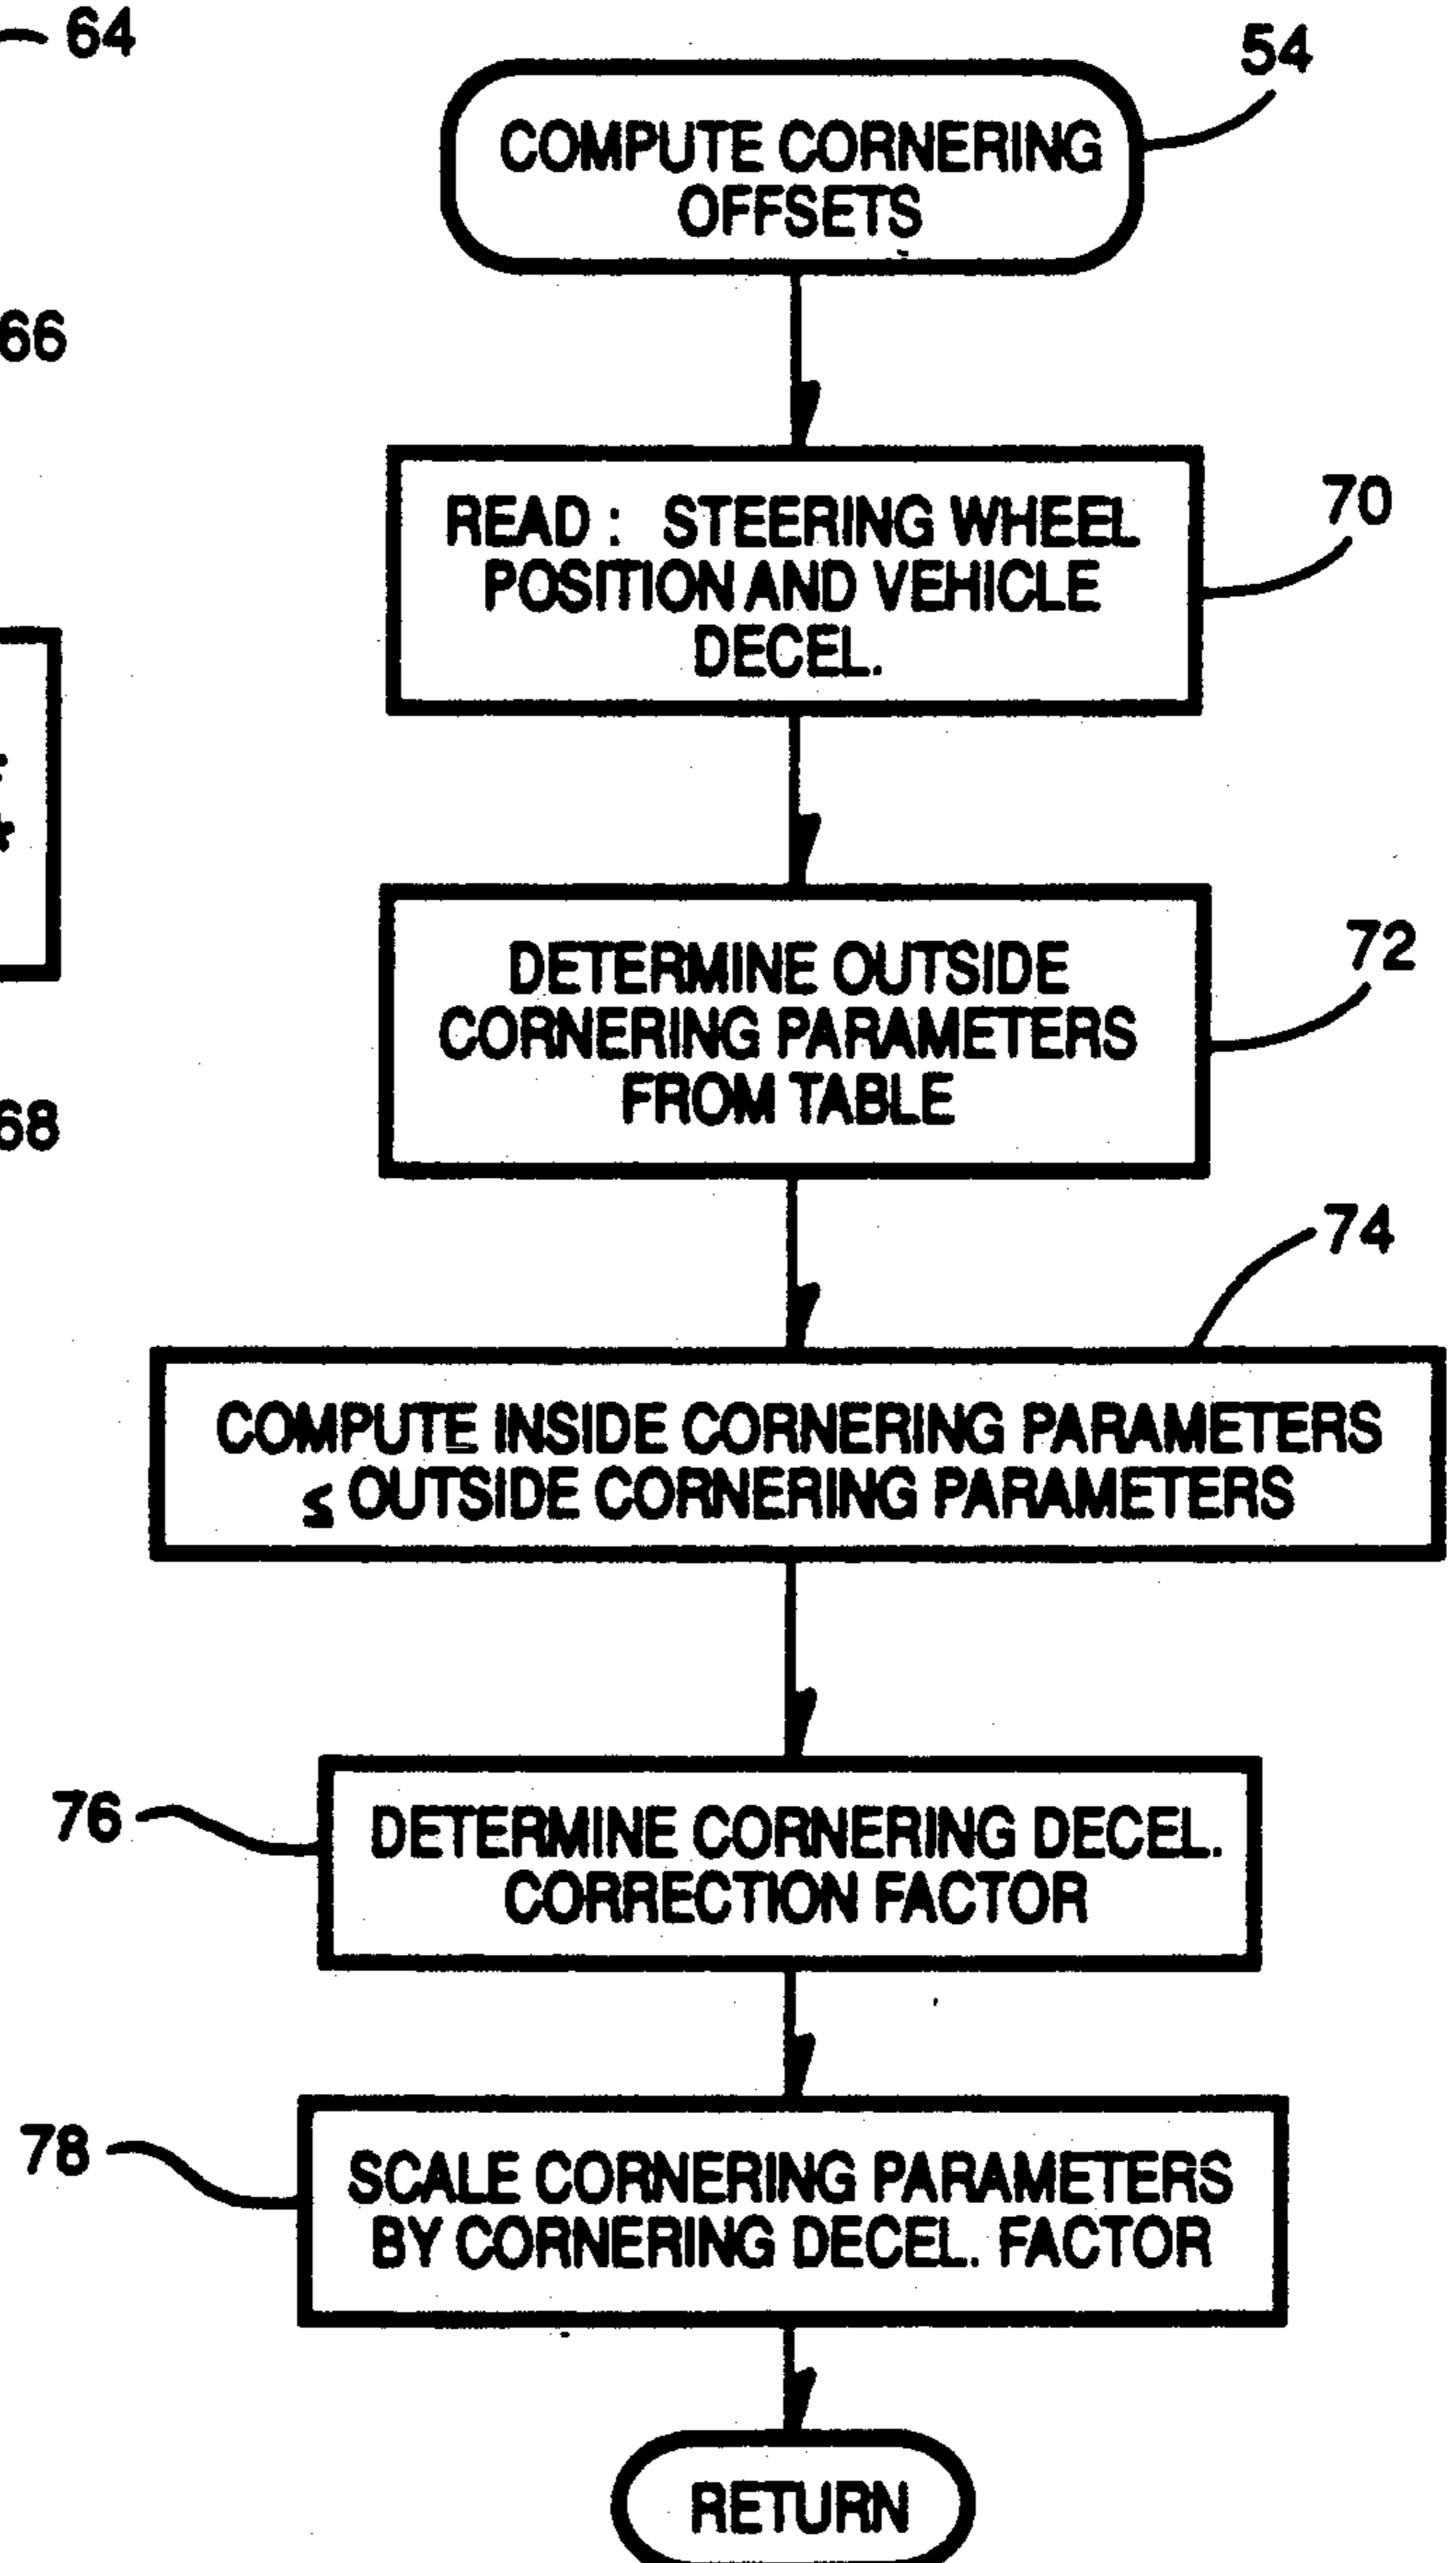 64
54
COMPUTE CORNERING
OFFSETS
66
READ : STEERING WHEEL
POSITION AND VEHICLE
DECEL.
70
DETERMINE OUTSIDE
CORNERING PARAMETERS
FROM TABLE
72
68
74
COMPUTE INSIDE CORNERING PARAMETERS
≤ OUTSIDE CORNERING PARAMETERS
76
DETERMINE CORNERING DECEL.
CORRECTION FACTOR
78
SCALE CORNERING PARAMETERS
BY CORNERING DECEL. FACTOR
RETURN